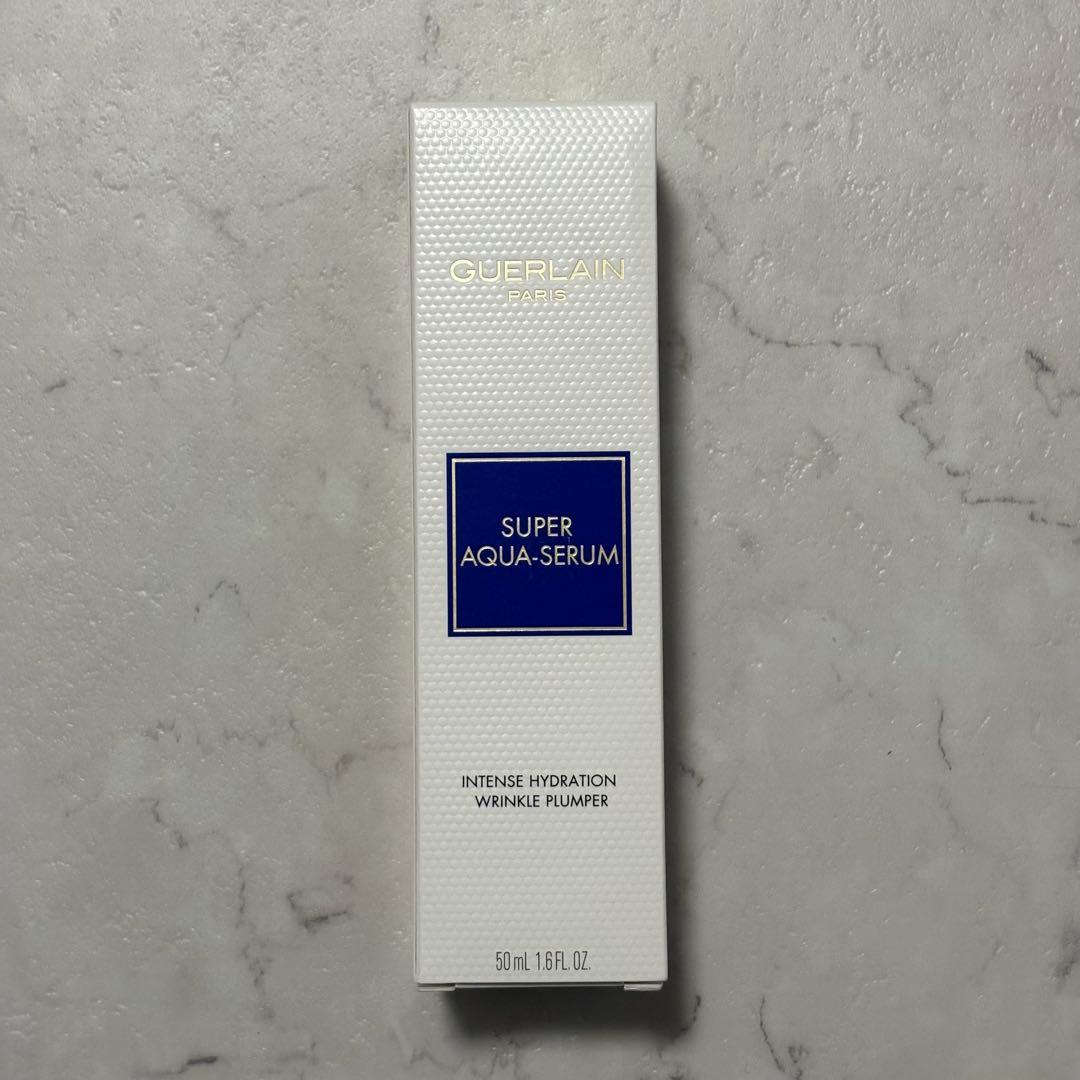 GUERLAIN
PARIS
SUPER
AQUA-SERUM
INTENSE HYDRATION
WRINKLE PLUMPER
50 mL 1.6 FL. OZ.